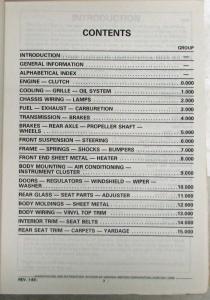 CONTENTS
GROUP
INTRODUCTION —
GENERAL INFORMATION —
ALPHABETICAL INDEX —
ENGINE — CLUTCH 0.000
COOLING — GRILLE — OIL SYSTEM 1.000
CHASSIS WIRING — LAMPS 2.000
FUEL — EXHAUST — CARBURETION 3.000
TRANSMISSION — BRAKES 4.000
BRAKES — REAR AXLE — PROPELLER SHAFT —
WHEELS 5.000
FRONT SUSPENSION — STEERING 6.000
FRAME — SPRINGS — SHOCKS — BUMPERS 7.000
FRONT END SHEET METAL — HEATER 8.000
BODY MOUNTING — AIR CONDITIONING —
INSTRUMENT CLUSTER 9.000
DOORS — REGULATORS — WINDSHIELD — WIPER —
WASHER 10.000
REAR GLASS — SEAT PARTS — ADJUSTER 11.000
BODY MOLDINGS — SHEET METAL 12.000
BODY WIRING — VINYL TOP TRIM 13.000
INTERIOR TRIM — SEAT BELTS 14.000
REAR SEAT TRIM — CARPETS — YARDAGE 15.000